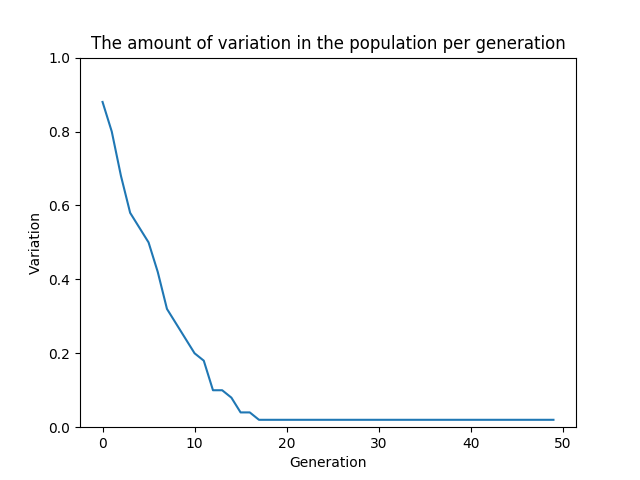 The amount of variation in the population per generation
1.0
0.8
0.6
0.4
0.2
0.0
Variation
0 10 20 30 40 50
Generation